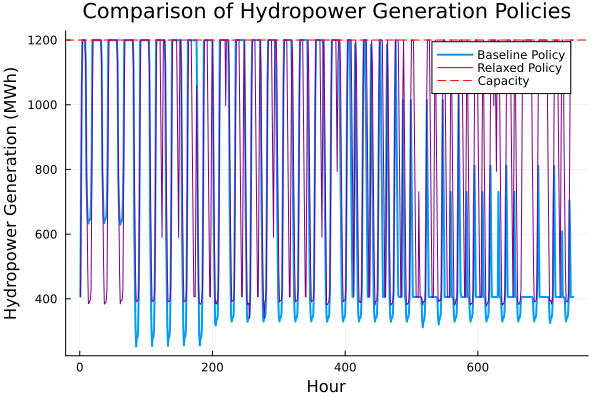 Comparison of Hydropower Generation Policies
Hydropower Generation (MWh)
1200
1000
800
600
400
0
200
400
600
Hour
Baseline Policy
Relaxed Policy
Capacity